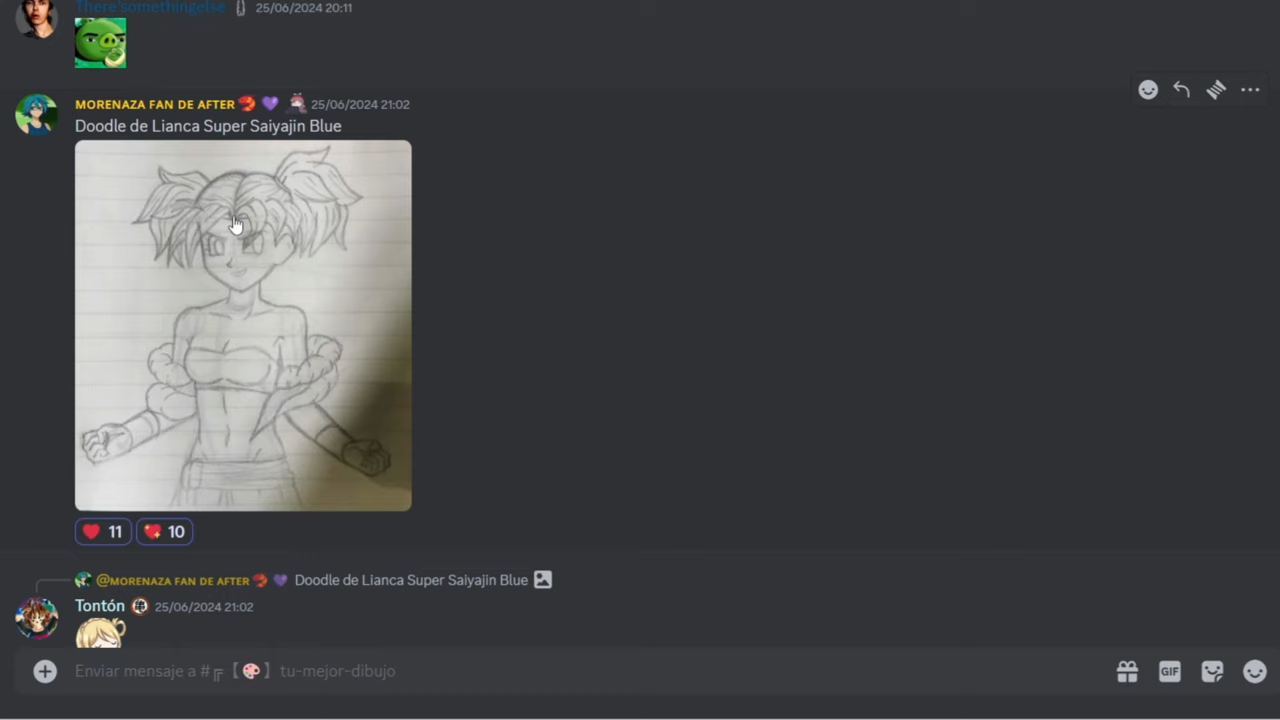 There'somethingelse 25/06/2024 20:11
MORENAZA FAN DE AFTER 25/06/2024 21:02
Doodle de Lianca Super Saiyajin Blue
11 10
@MORENAZA FAN DE AFTER Doodle de Lianca Super Saiyajin Blue
Tontón 25/06/2024 21:02
Enviar mensaje a #╔【🎨】tu-mejor-dibujo
GIF